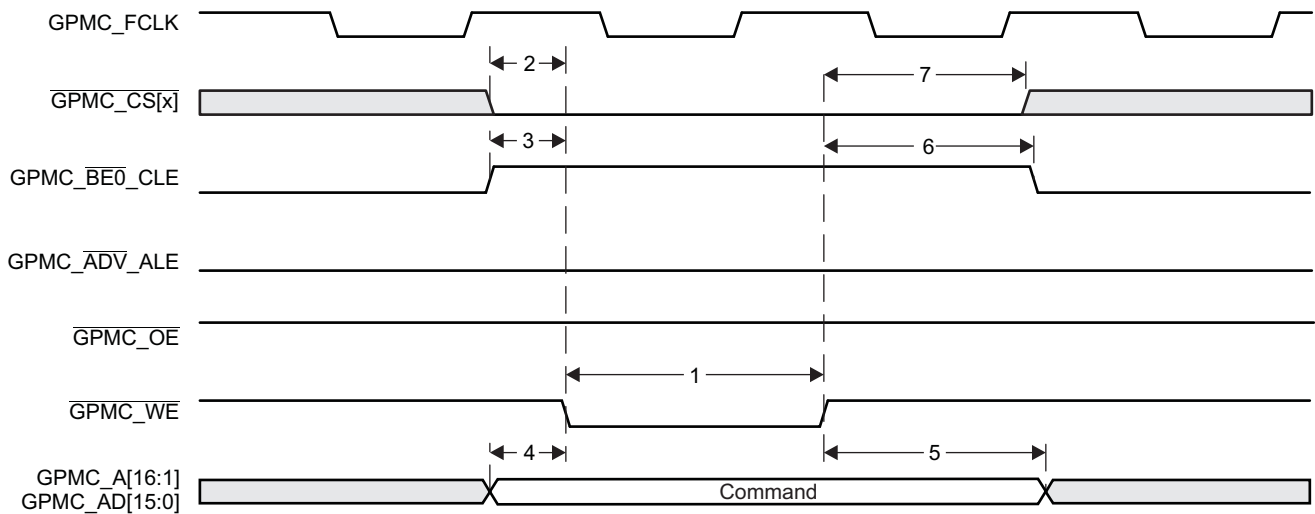 GPMC_FCLK
2
7
GPMC_CS[x]
3
6
GPMC_BE0_CLE
GPMC_ADV_ALE
GPMC_OE
1
GPMC_WE
4
5
GPMC_A[16:1]
GPMC_AD[15:0]
Command